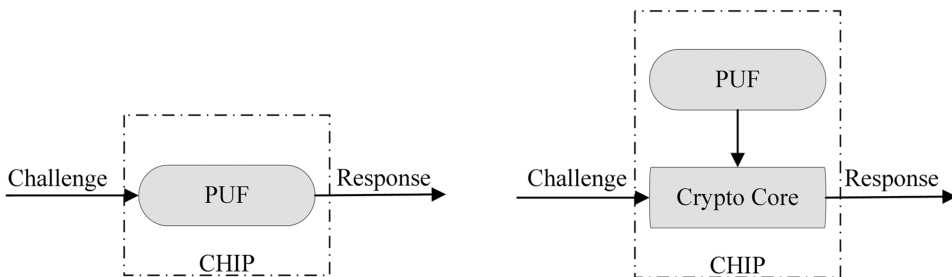 Challenge
PUF
Response
CHIP
PUF
Challenge
Crypto Core
Response
CHIP